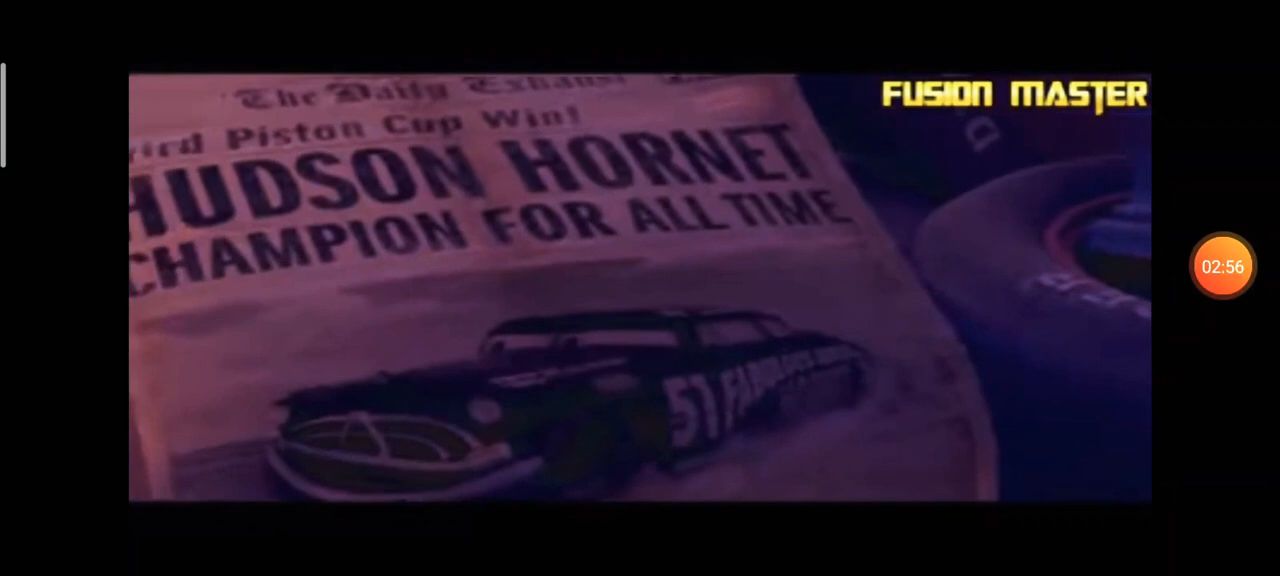 The Daily Exhaust
Piston Cup Win!
HUDSON HORNET
CHAMPION FOR ALL TIME
51
FUSION MASTER
02:56